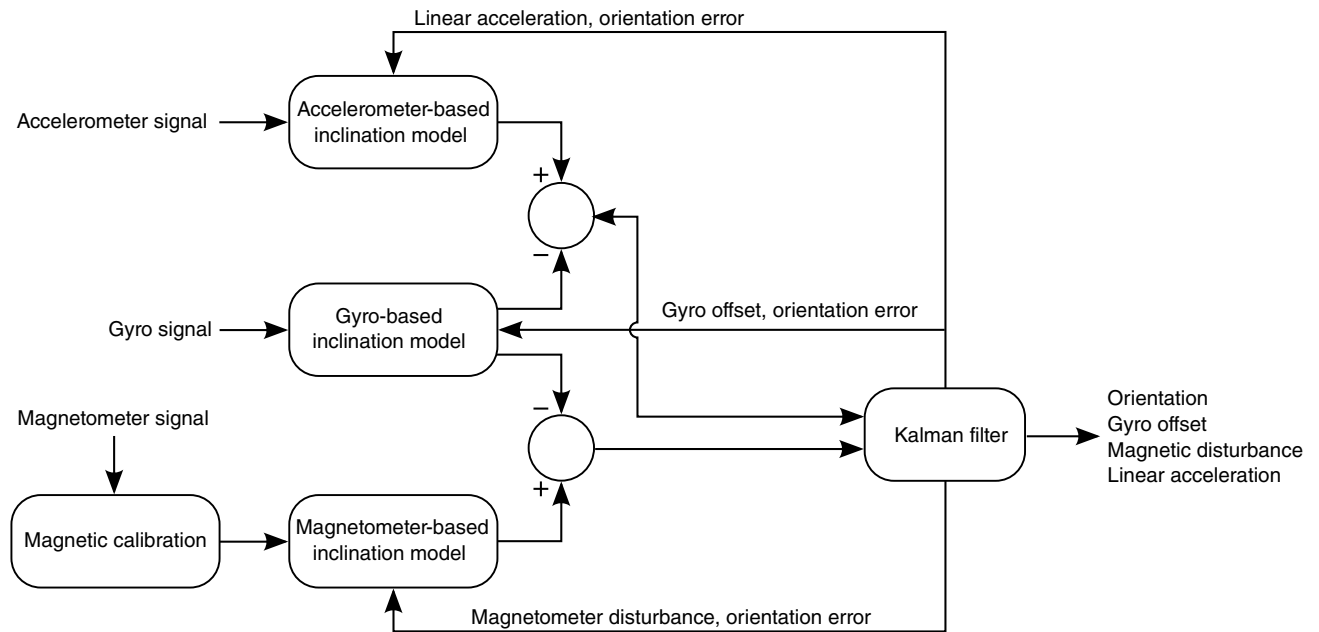 Linear acceleration, orientation error
Accelerometer signal
Accelerometer-based
inclination model
+
−
Gyro signal
Gyro-based
inclination model
Gyro offset, orientation error
−
+
Magnetometer signal
Magnetic calibration
Magnetometer-based
inclination model
Kalman filter
Orientation
Gyro offset
Magnetic disturbance
Linear acceleration
Magnetometer disturbance, orientation error